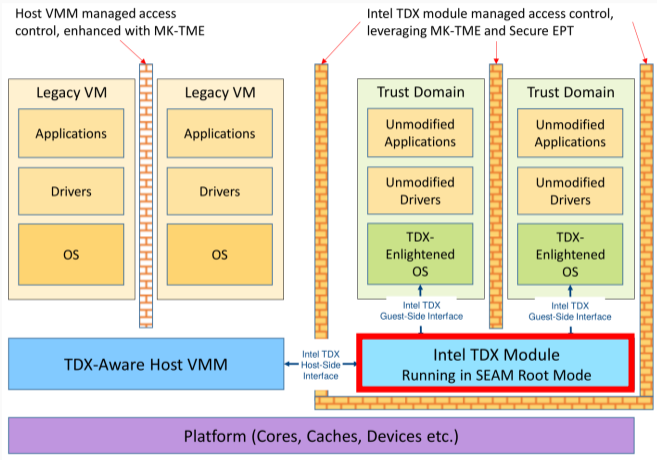 Host VMM managed access
control, enhanced with MK-TME
Intel TDX module managed access control,
leveraging MK-TME and Secure EPT
Legacy VM
Applications
Drivers
OS
Legacy VM
Applications
Drivers
OS
Trust Domain
Unmodified
Applications
Unmodified
Drivers
TDX-
Enlightened
OS
Trust Domain
Unmodified
Applications
Unmodified
Drivers
TDX-
Enlightened
OS
Intel TDX
Guest-Side Interface
Intel TDX
Guest-Side Interface
TDX-Aware Host VMM
Intel TDX
Host-Side
Interface
Intel TDX Module
Running in SEAM Root Mode
Platform (Cores, Caches, Devices etc.)